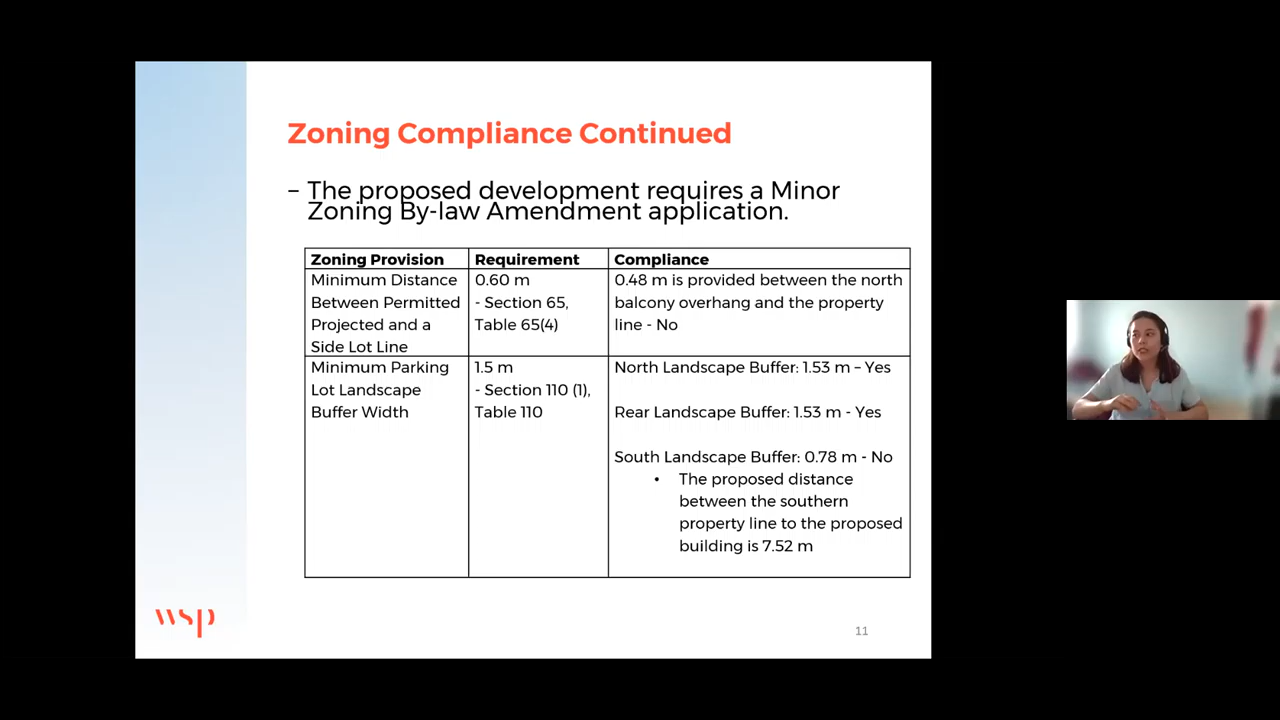 Zoning Compliance Continued
– The proposed development requires a Minor
Zoning By-law Amendment application.
Zoning Provision
Requirement
Compliance
Minimum Distance
Between Permitted
Projected and a
Side Lot Line
0.60 m
- Section 65,
Table 65(4)
0.48 m is provided between the north
balcony overhang and the property
line - No
Minimum Parking
Lot Landscape
Buffer Width
1.5 m
- Section 110 (1),
Table 110
North Landscape Buffer: 1.53 m – Yes
Rear Landscape Buffer: 1.53 m - Yes
South Landscape Buffer: 0.78 m - No
• The proposed distance
between the southern
property line to the proposed
building is 7.52 m
wsp
11